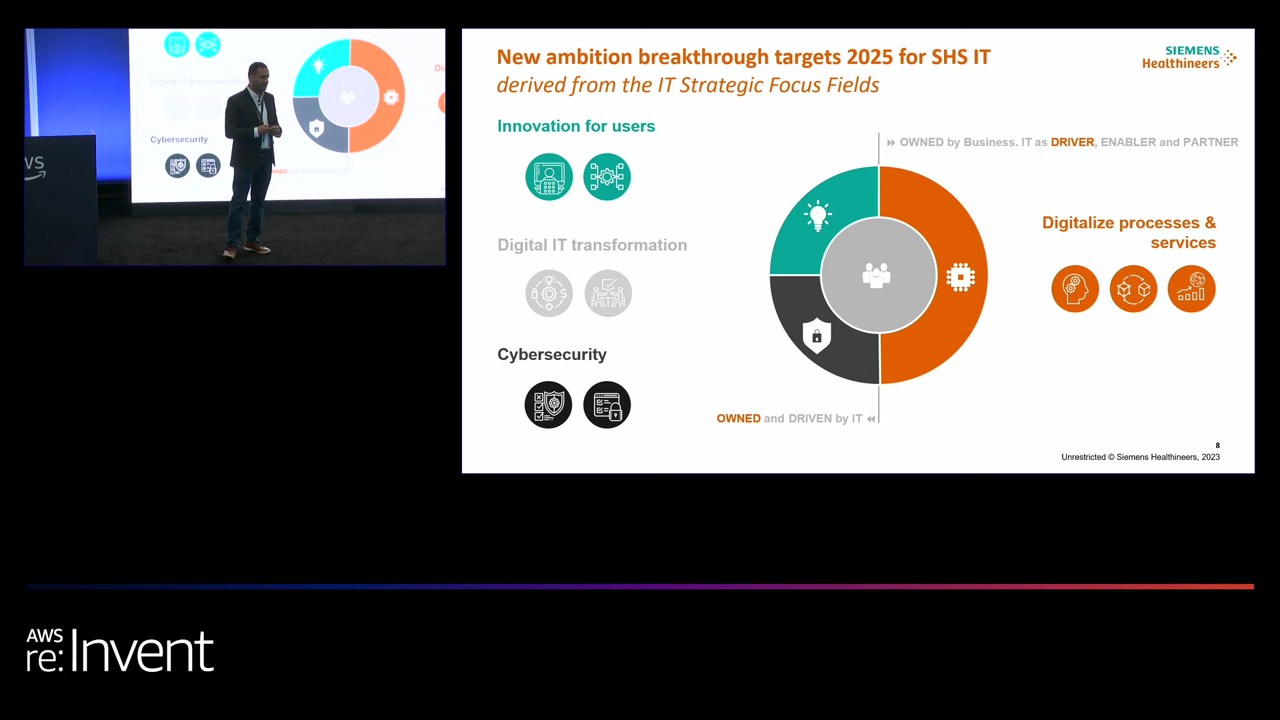 Digital IT transformation
Cybersecurity
WS
New ambition breakthrough targets 2025 for SHS IT
derived from the IT Strategic Focus Fields
SIEMENS
Healthineers
Innovation for users
OWNED by Business. IT as DRIVER, ENABLER and PARTNER
Digitalize processes &
services
Digital IT transformation
Cybersecurity
OWNED and DRIVEN by IT
8
Unrestricted © Siemens Healthineers, 2023
AWS
re:Invent